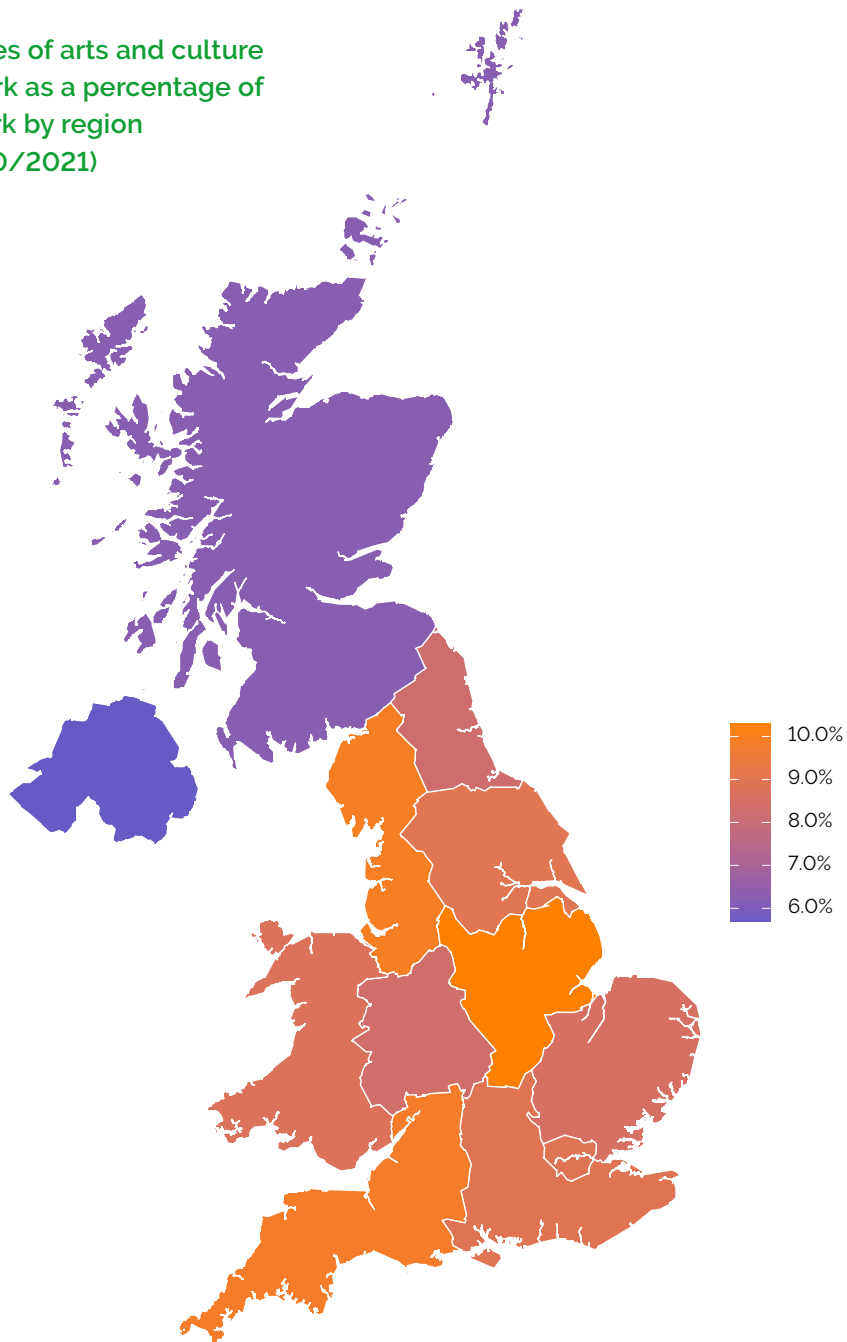 es of arts and culture
rk as a percentage of
rk by region
0/2021)
10.0%
9.0%
8.0%
7.0%
6.0%